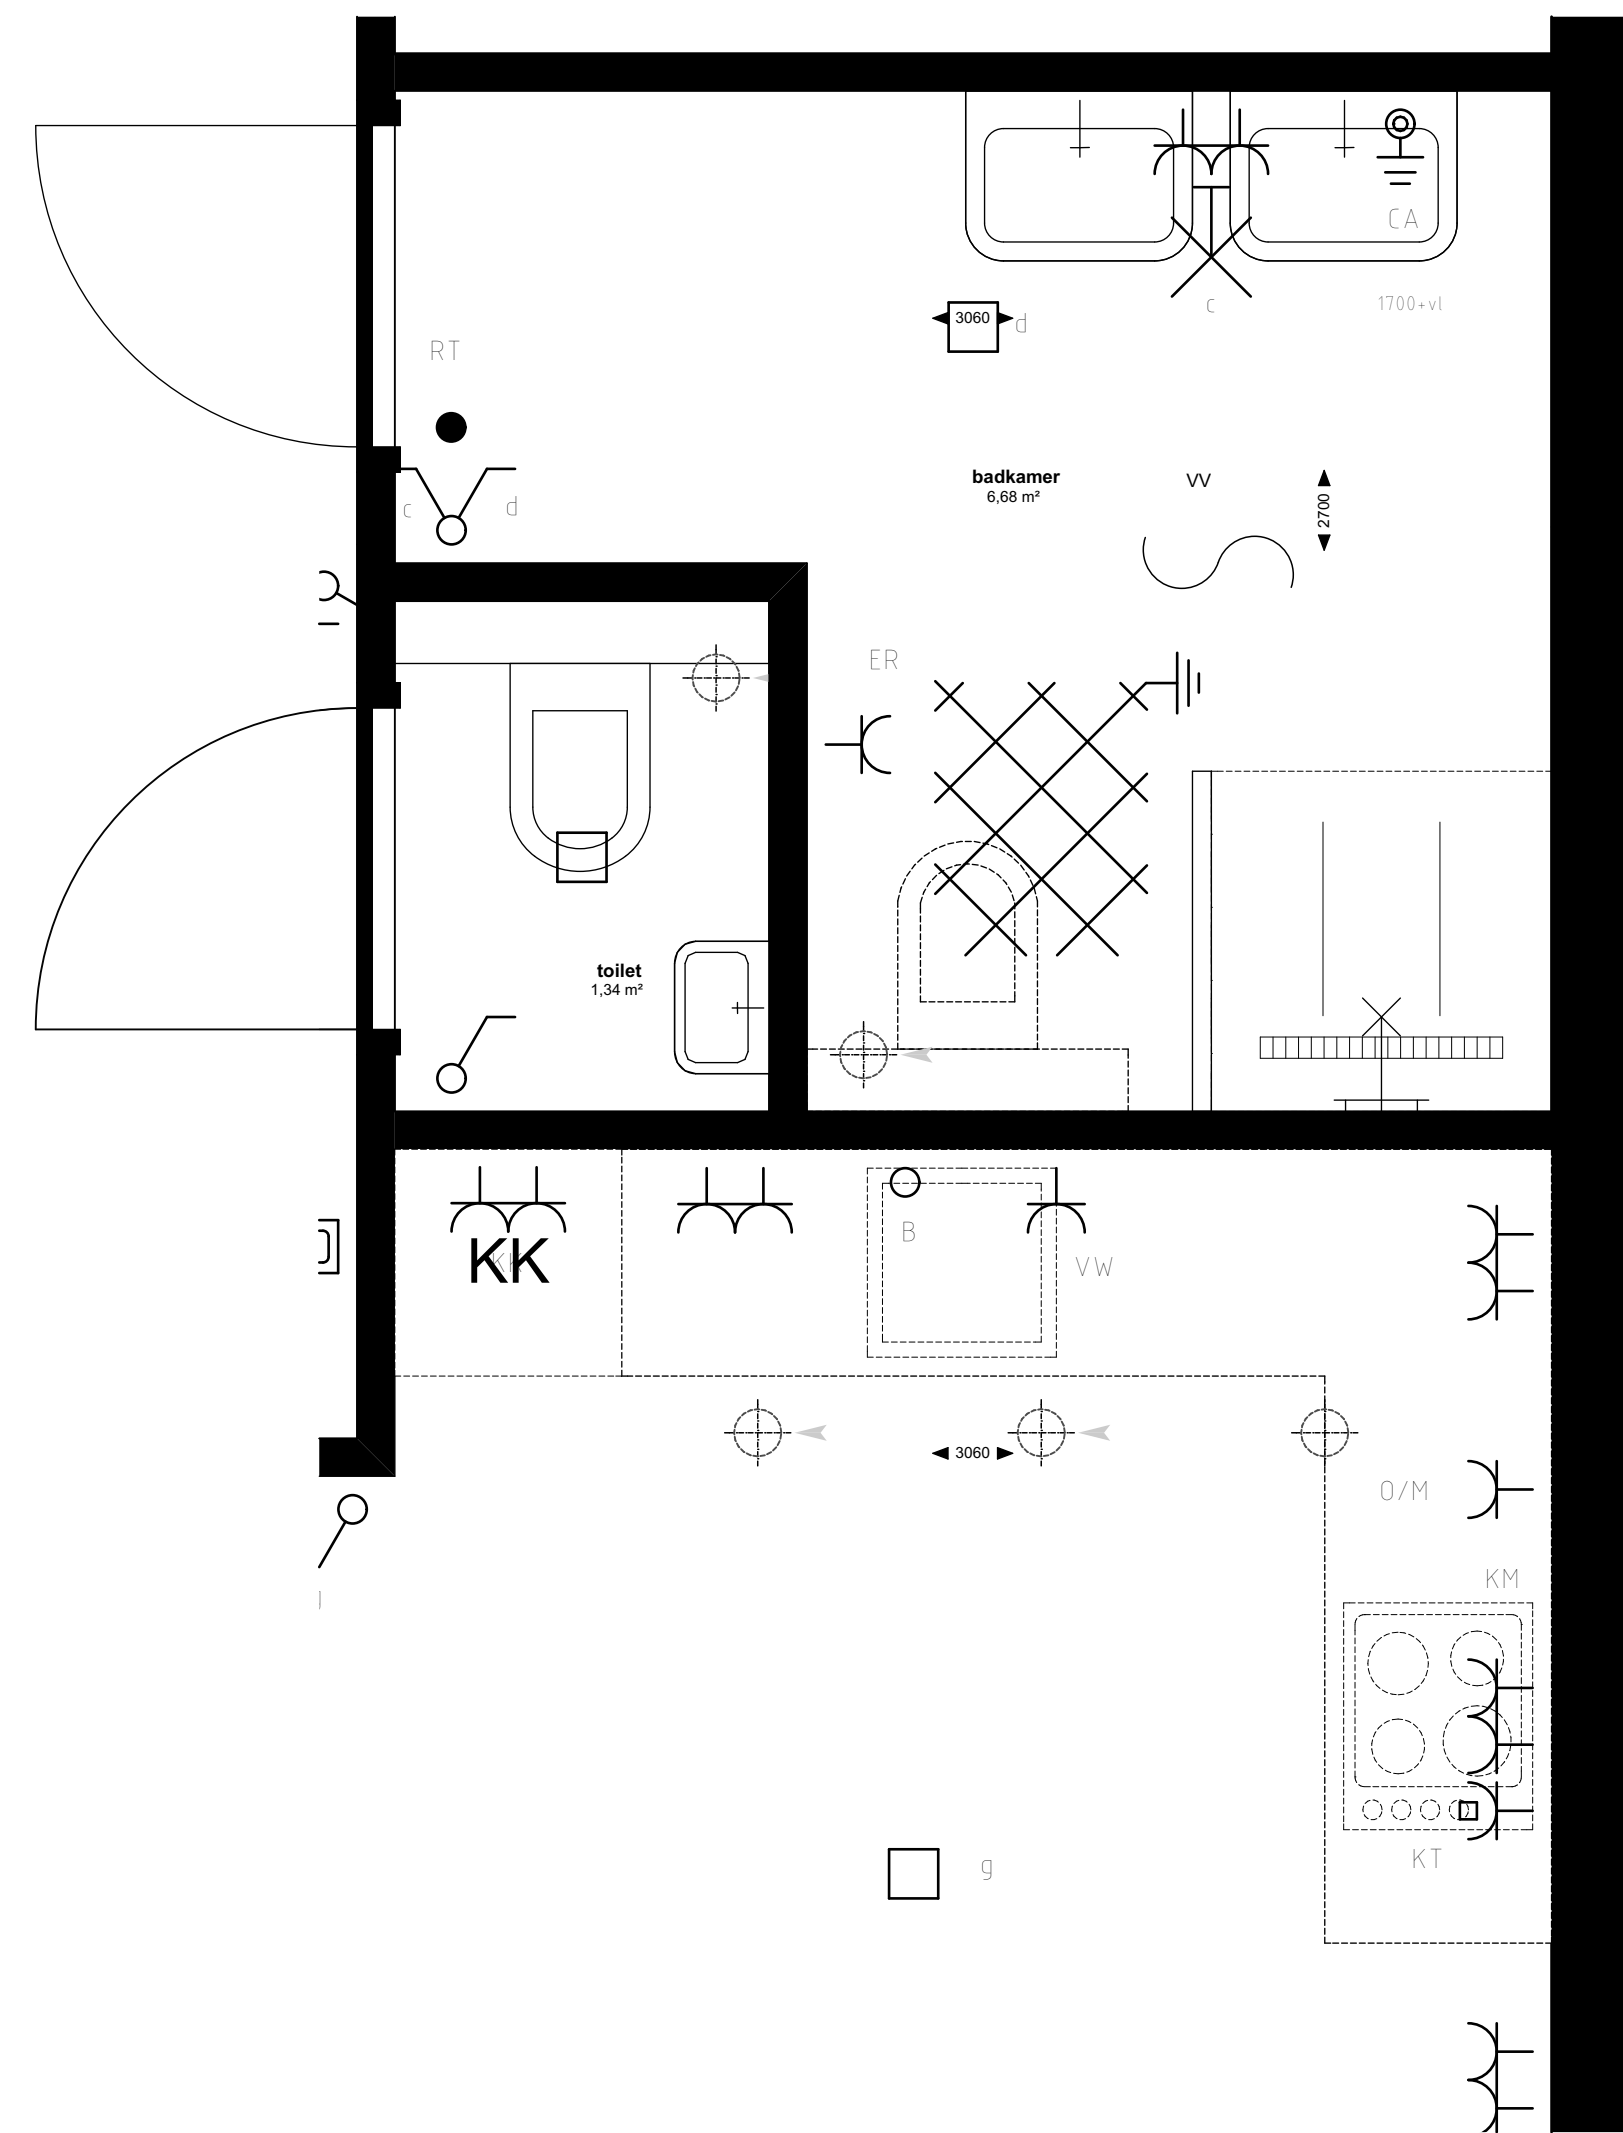 CA
c
1700+vl
3060
d
RT
badkamer
6,68 m²
VV
2700
c
d
ER
toilet
1,34 m²
KK
KK
B
VW
3060
O/M
KM
KT
g